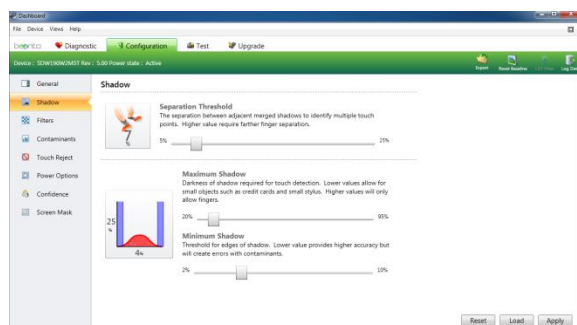 Dashboard
File Device Views Help
Diagnostic Configuration Test Upgrade
Device : SDW190W2MST Rev : 5.00 Power state : Active
Export Reset Baseline Log Dat
General
Shadow
Filters
Contaminants
Touch Reject
Power Options
Confidence
Screen Mask
Shadow
Separation Threshold
The separation between adjacent merged shadows to identify multiple touch
points. Higher value require farther finger separation.
5% 25%
Maximum Shadow
Darkness of shadow required for touch detection. Lower values allow for
small objects such as credit cards and small stylus. Higher values will only
allow fingers.
20% 95%
25
%
4%
Minimum Shadow
Threshold for edges of shadow. Lower value provides higher accuracy but
will create errors with contaminants.
2% 10%
Reset Load Apply